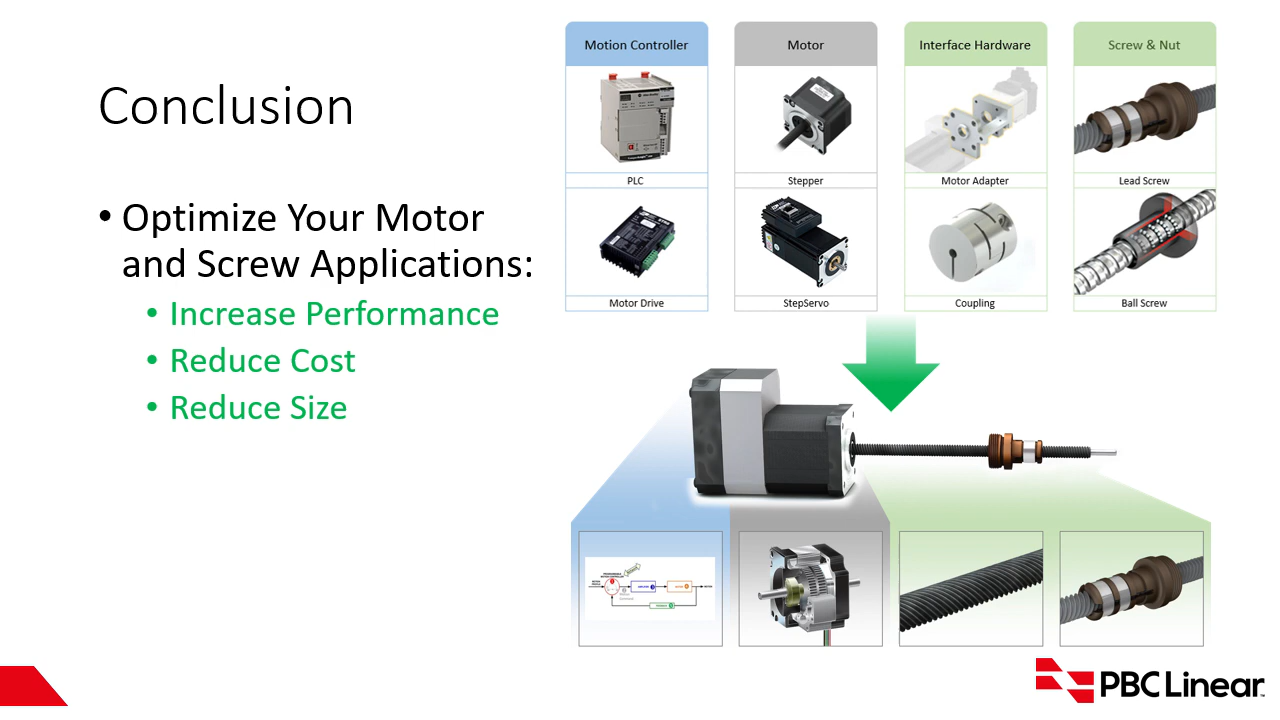 Conclusion
• Optimize Your Motor
and Screw Applications:
• Increase Performance
• Reduce Cost
• Reduce Size
Motion Controller
Motor
Interface Hardware
Screw & Nut
PLC
Stepper
Motor Adapter
Lead Screw
Motor Drive
StepServo
Coupling
Ball Screw
PBC Linear